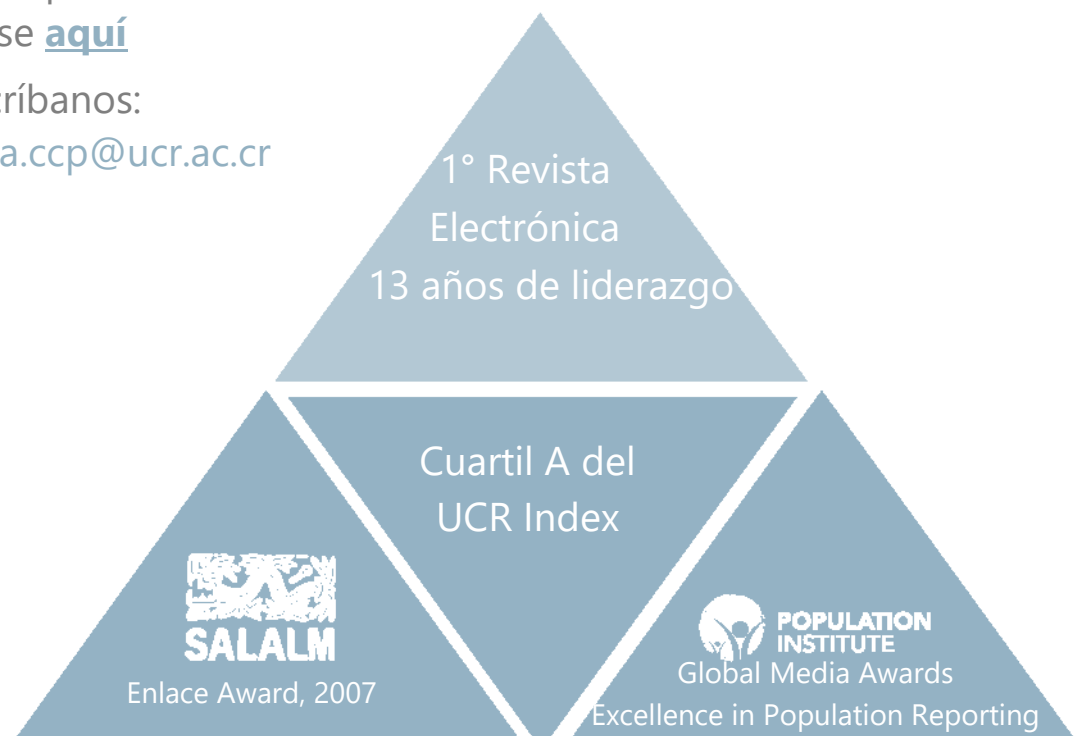 se aquí
críbanos:
a.ccp@ucr.ac.cr
1° Revista
Electrónica
13 años de liderazgo
Cuartil A del
UCR Index
SALALM
Enlace Award, 2007
POPULATION
INSTITUTE
Global Media Awards
Excellence in Population Reporting